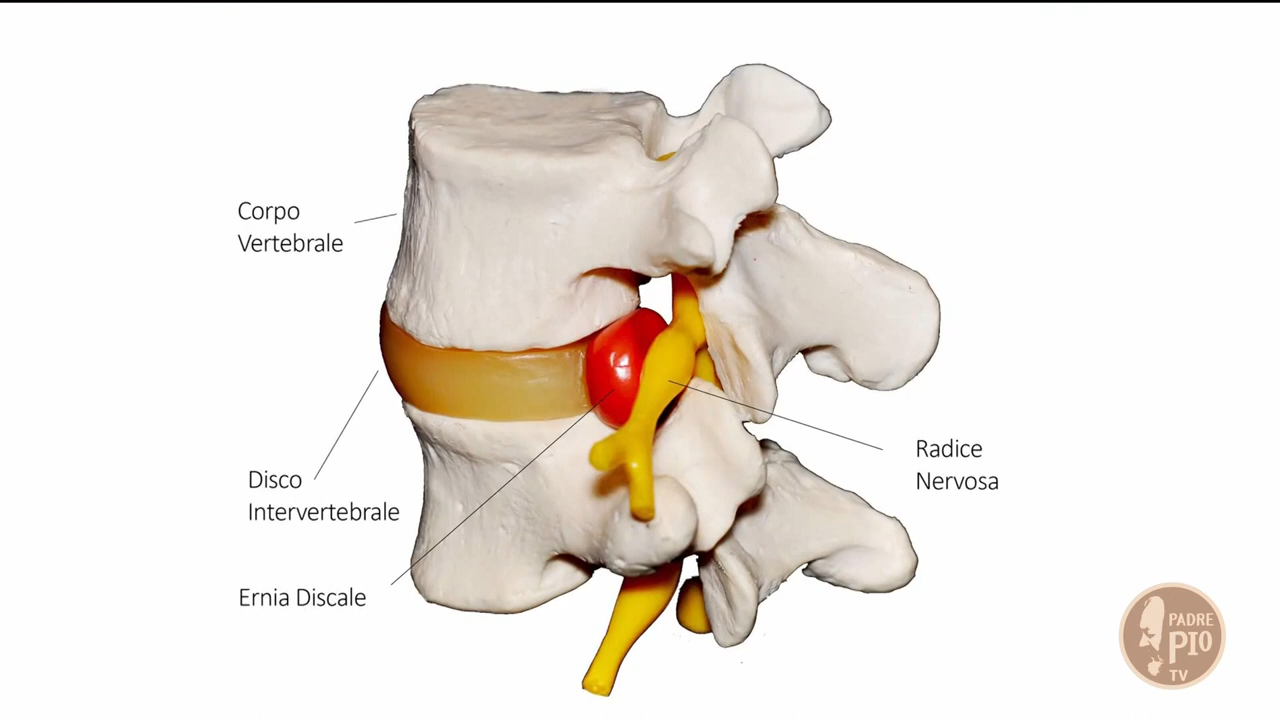 Corpo
Vertebrale
Disco
Intervertebrale
Ernia Discale
Radice
Nervosa
PADRE
PIO
TV